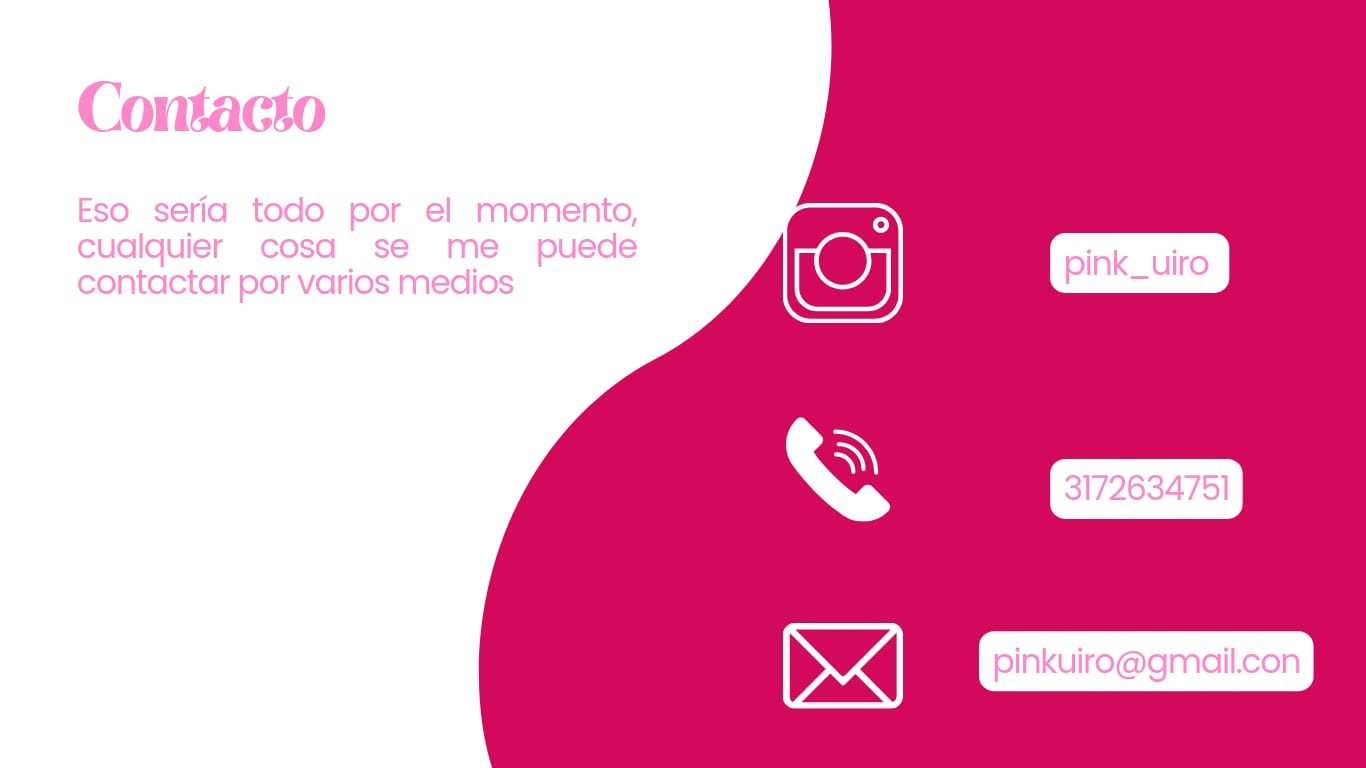 Contacto
Eso sería todo por el momento,
cualquier cosa se me puede
contactar por varios medios
pink_uiro
3172634751
pinkuiro@gmail.con